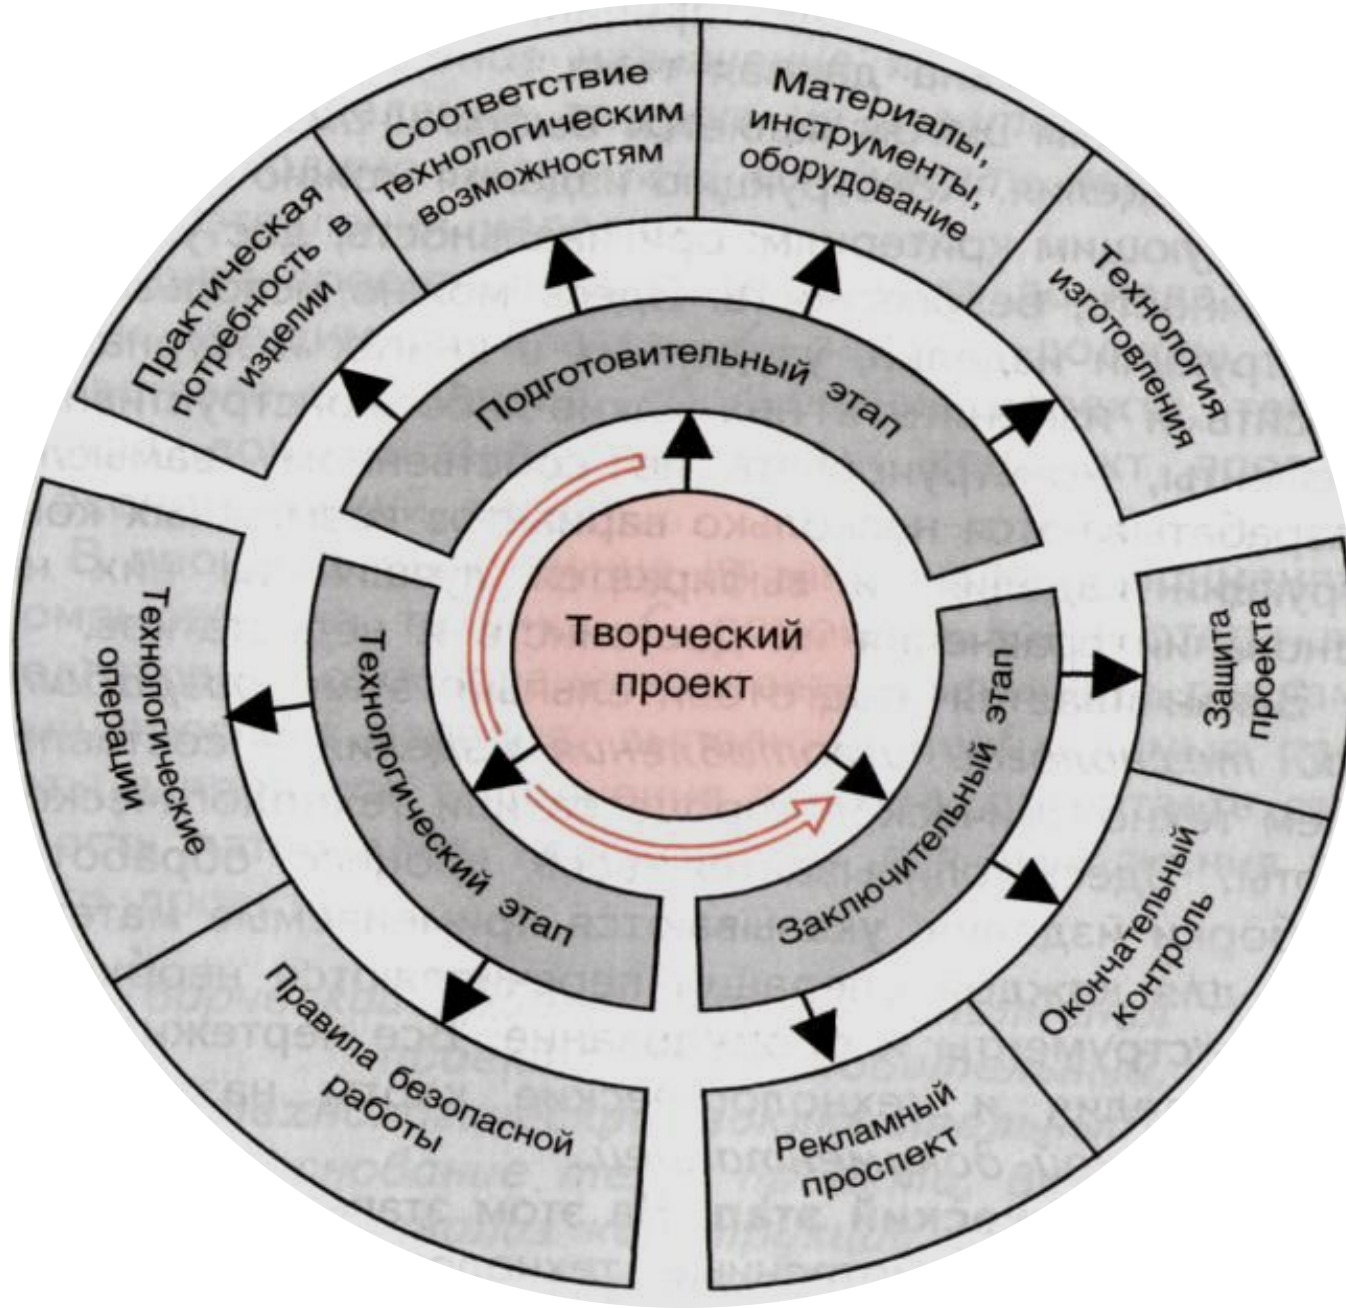 Творческий
проект
Подготовительный этап
Практическая
потребность в
изделии
Соответствие
технологическим
возможностям
Материалы,
инструменты,
оборудование
Технология
изготовления
Технологический этап
Технологические
операции
Правила безопасной
работы
Заключительный этап
Защита
проекта
Окончательный
контроль
Рекламный
проспект